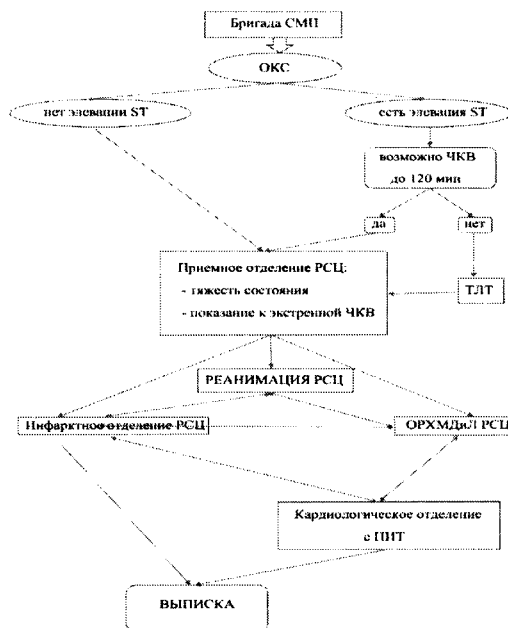 Бригада СМП
ОКС
нет элевации ST
есть элевация ST
возможно ЧКВ
до 120 мин
да
нет
Приемное отделение РСЦ:
- тяжесть состояния
- показание к экстренной ЧКВ
ТЛТ
РЕАНИМАЦИЯ РСЦ
Инфарктное отделение РСЦ
ОРХМДиЛ РСЦ
Кардиологическое отделение
с ПИТ
ВЫПИСКА